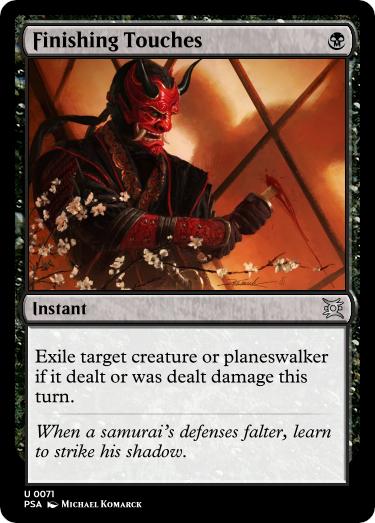 Finishing Touches
Instant
Exile target creature or planeswalker
if it dealt or was dealt damage this
turn.
When a samurai's defenses falter, learn
to strike his shadow.
U 0071
PSA Michael Komarck